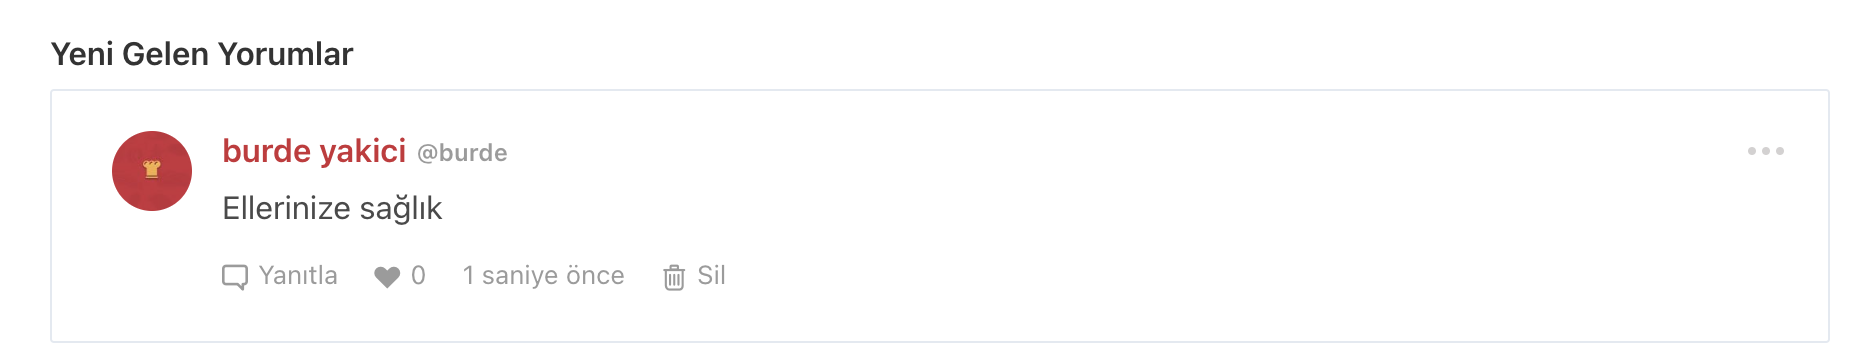 Yeni Gelen Yorumlar
burde yakici @burde
Ellerinize sağlık
Yanıtla 0 1 saniye önce Sil